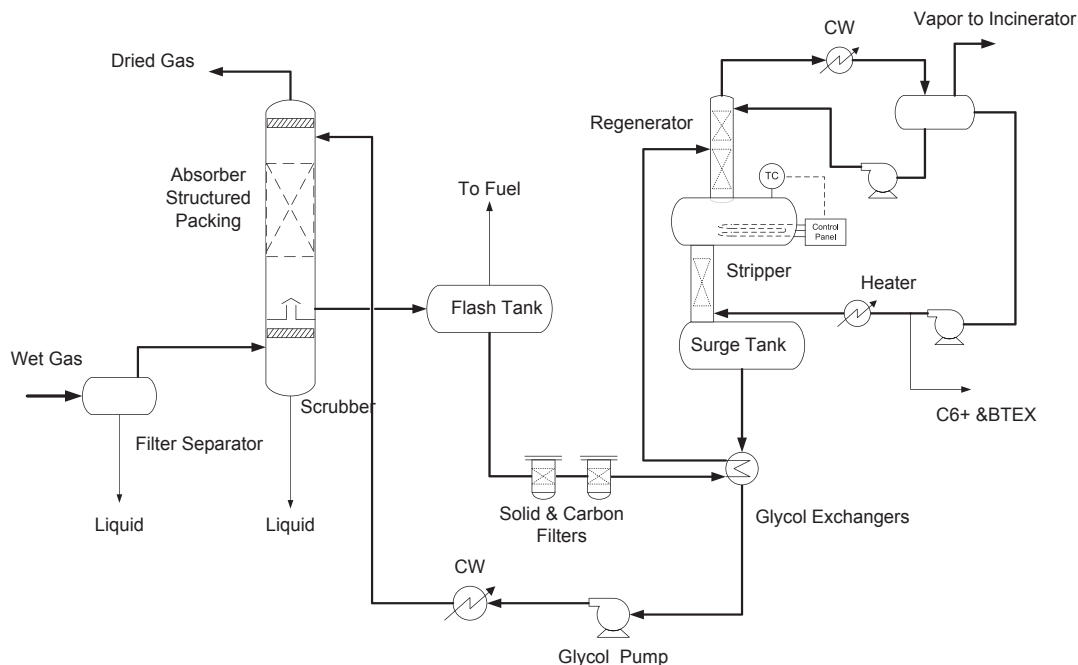 Vapor to Incinerator
CW
Dried Gas
Regenerator
Absorber
Structured
Packing
To Fuel
TC
Control
Panel
Stripper
Heater
Flash Tank
Surge Tank
Wet Gas
Scrubber
C6+ &BTEX
Filter Separator
Liquid
Liquid
Solid & Carbon
Filters
Glycol Exchangers
CW
Glycol Pump